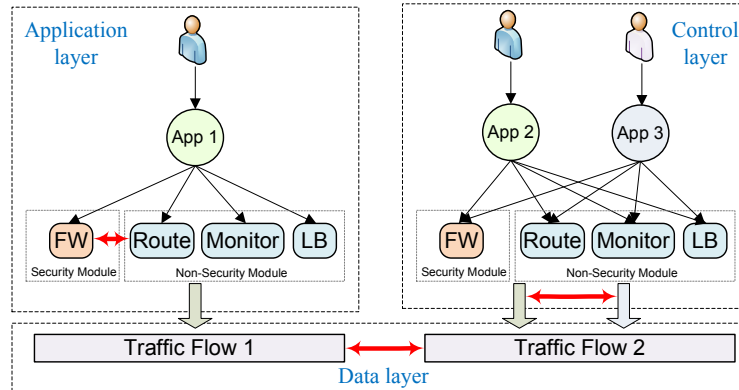 Application
layer
Control
layer
App 1
App 2
App 3
FW
Route
Monitor
LB
FW
Route
Monitor
LB
Security Module
Non-Security Module
Security Module
Non-Security Module
Traffic Flow 1
Traffic Flow 2
Data layer